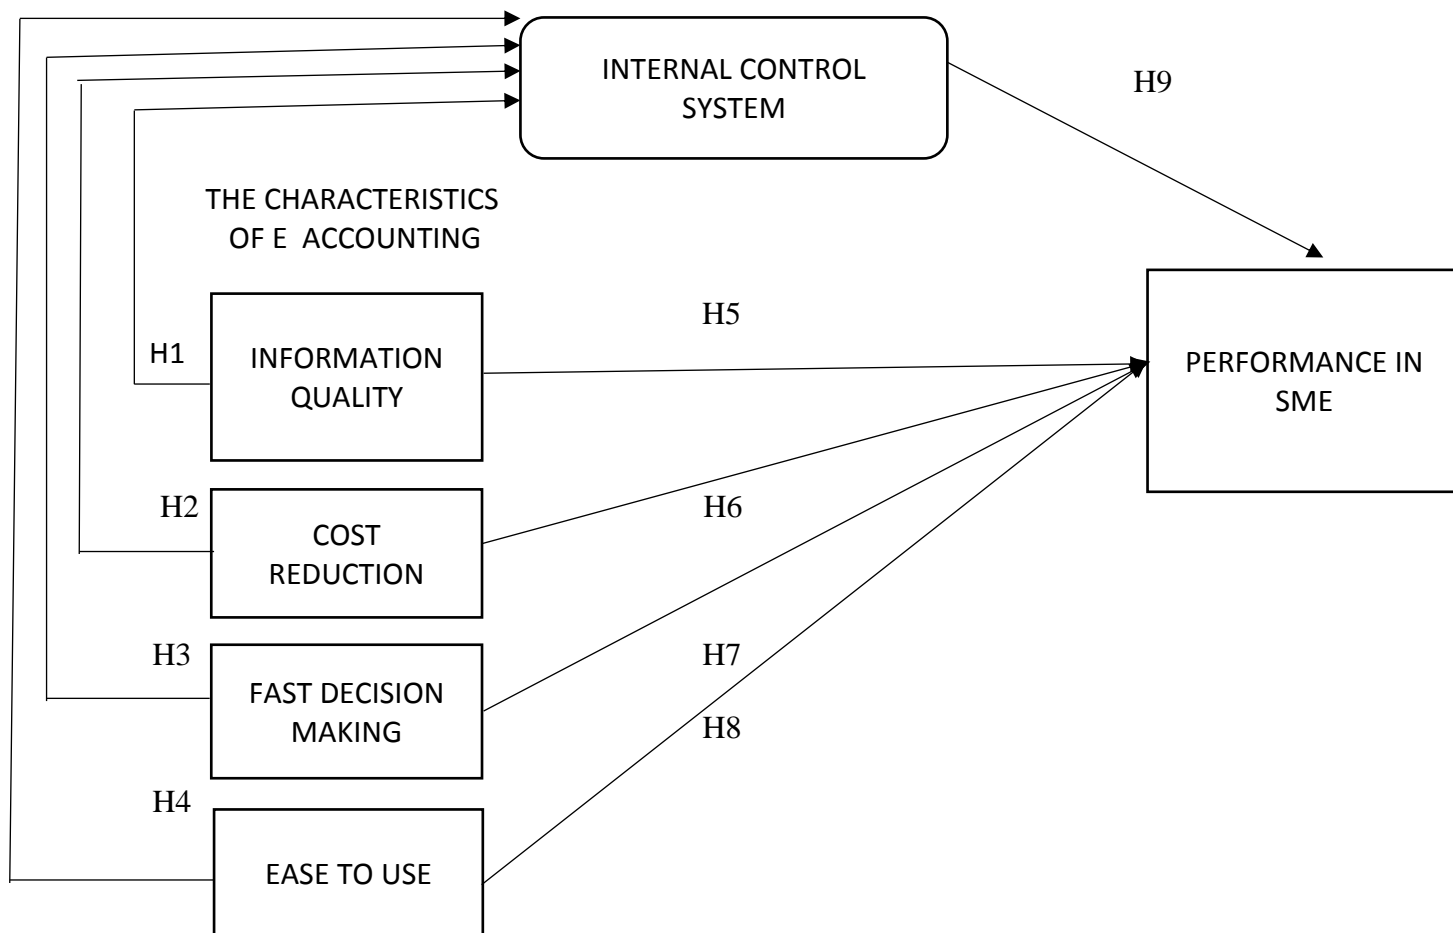 INTERNAL CONTROL
SYSTEM
H9
THE CHARACTERISTICS
OF E  ACCOUNTING
H1
INFORMATION
QUALITY
H5
PERFORMANCE IN
SME
H2
COST
REDUCTION
H6
H3
FAST DECISION
MAKING
H7
H8
H4
EASE TO USE